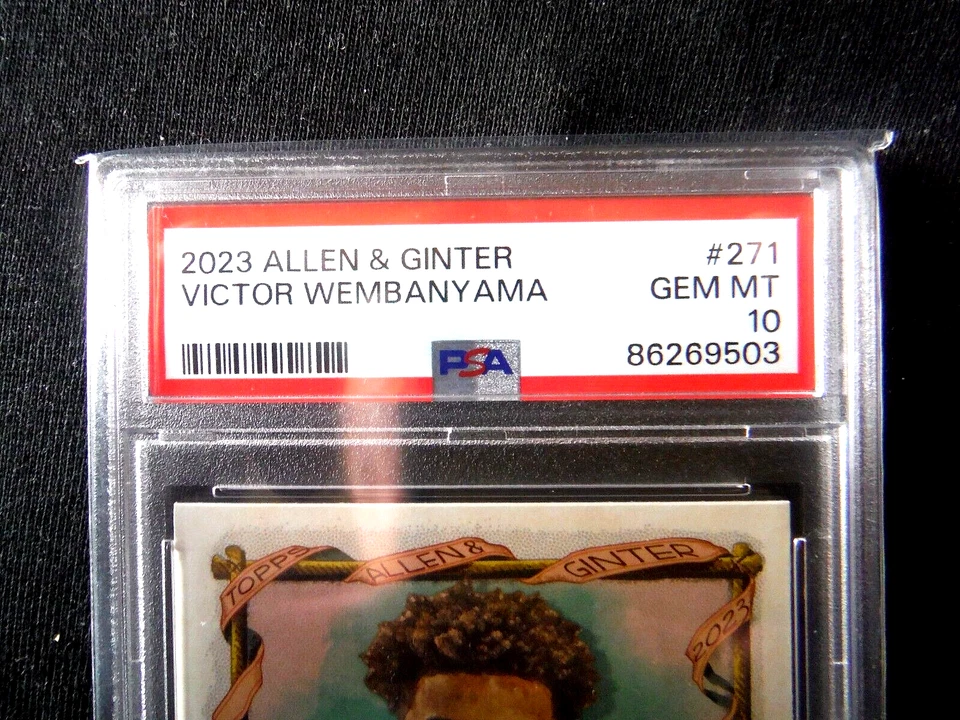 2023 ALLEN & GINTER #271
VICTOR WEMBANYAMA GEM MT
10
PSA 86269503
TOPPS ALLEN & GINTER
2023